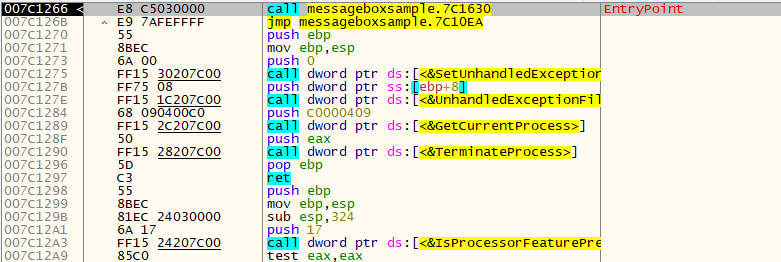 007C1266 < E8 C5030000 call messageboxsample.7C1630 EntryPoint
007C126B ^ E9 7AFEFFFF jmp messageboxsample.7C10EA
007C1270 55 push ebp
007C1271 8BEC mov ebp,esp
007C1273 6A 00 push 0
007C1275 FF15 30207C00 call dword ptr ds:[<&SetUnhandledException
007C127B FF75 08 push dword ptr ss:[ebp+8]
007C127E FF15 1C207C00 call dword ptr ds:[<&UnhandledExceptionFil
007C1284 68 090400C0 push C0000409
007C1289 FF15 2C207C00 call dword ptr ds:[<&GetCurrentProcess>]
007C128F 50 push eax
007C1290 FF15 28207C00 call dword ptr ds:[<&TerminateProcess>]
007C1296 5D pop ebp
007C1297 C3 ret
007C1298 55 push ebp
007C1299 8BEC mov ebp,esp
007C129B 81EC 24030000 sub esp,324
007C12A1 6A 17 push 17
007C12A3 FF15 24207C00 call dword ptr ds:[<&IsProcessorFeaturePre
007C12A9 85C0 test eax,eax